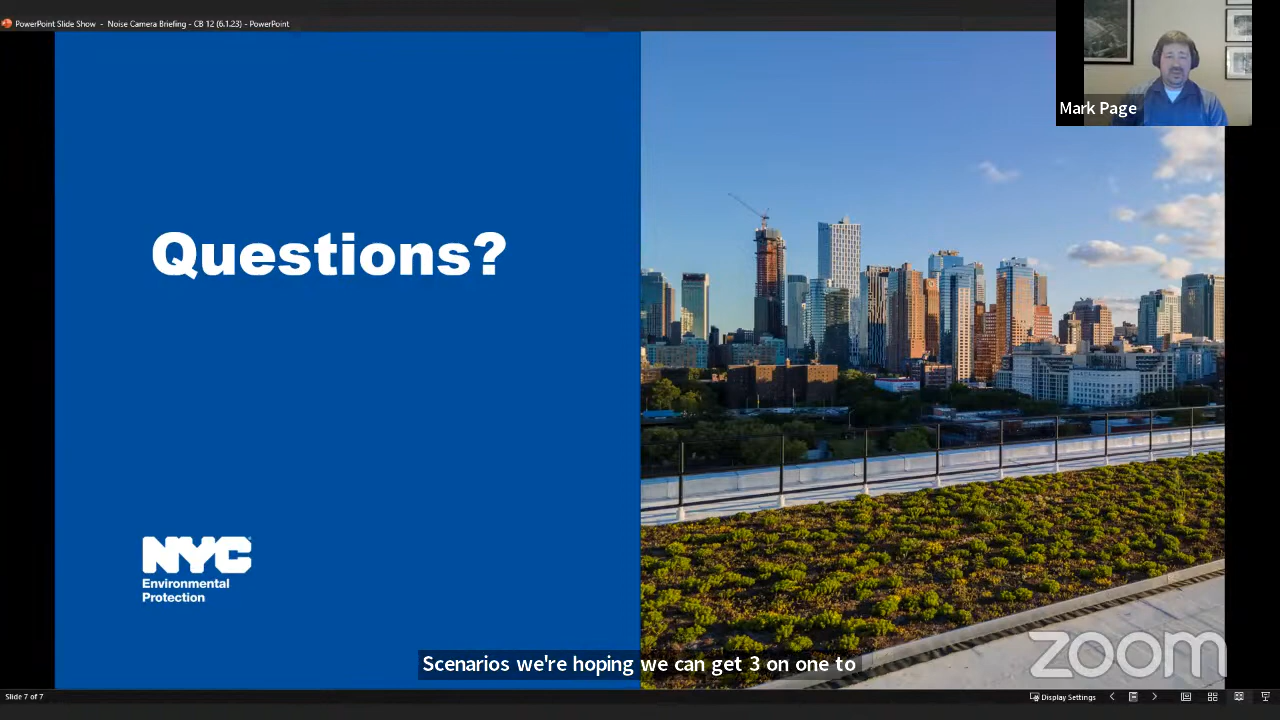 PowerPoint Slide Show - Noise Camera Briefing - CB 12 (6.1.23) - PowerPoint
Mark Page
Questions?
NYC
Environmental
Protection
Scenarios we're hoping we can get 3 on one to
zoom
Slide 7 of 7
Display Settings